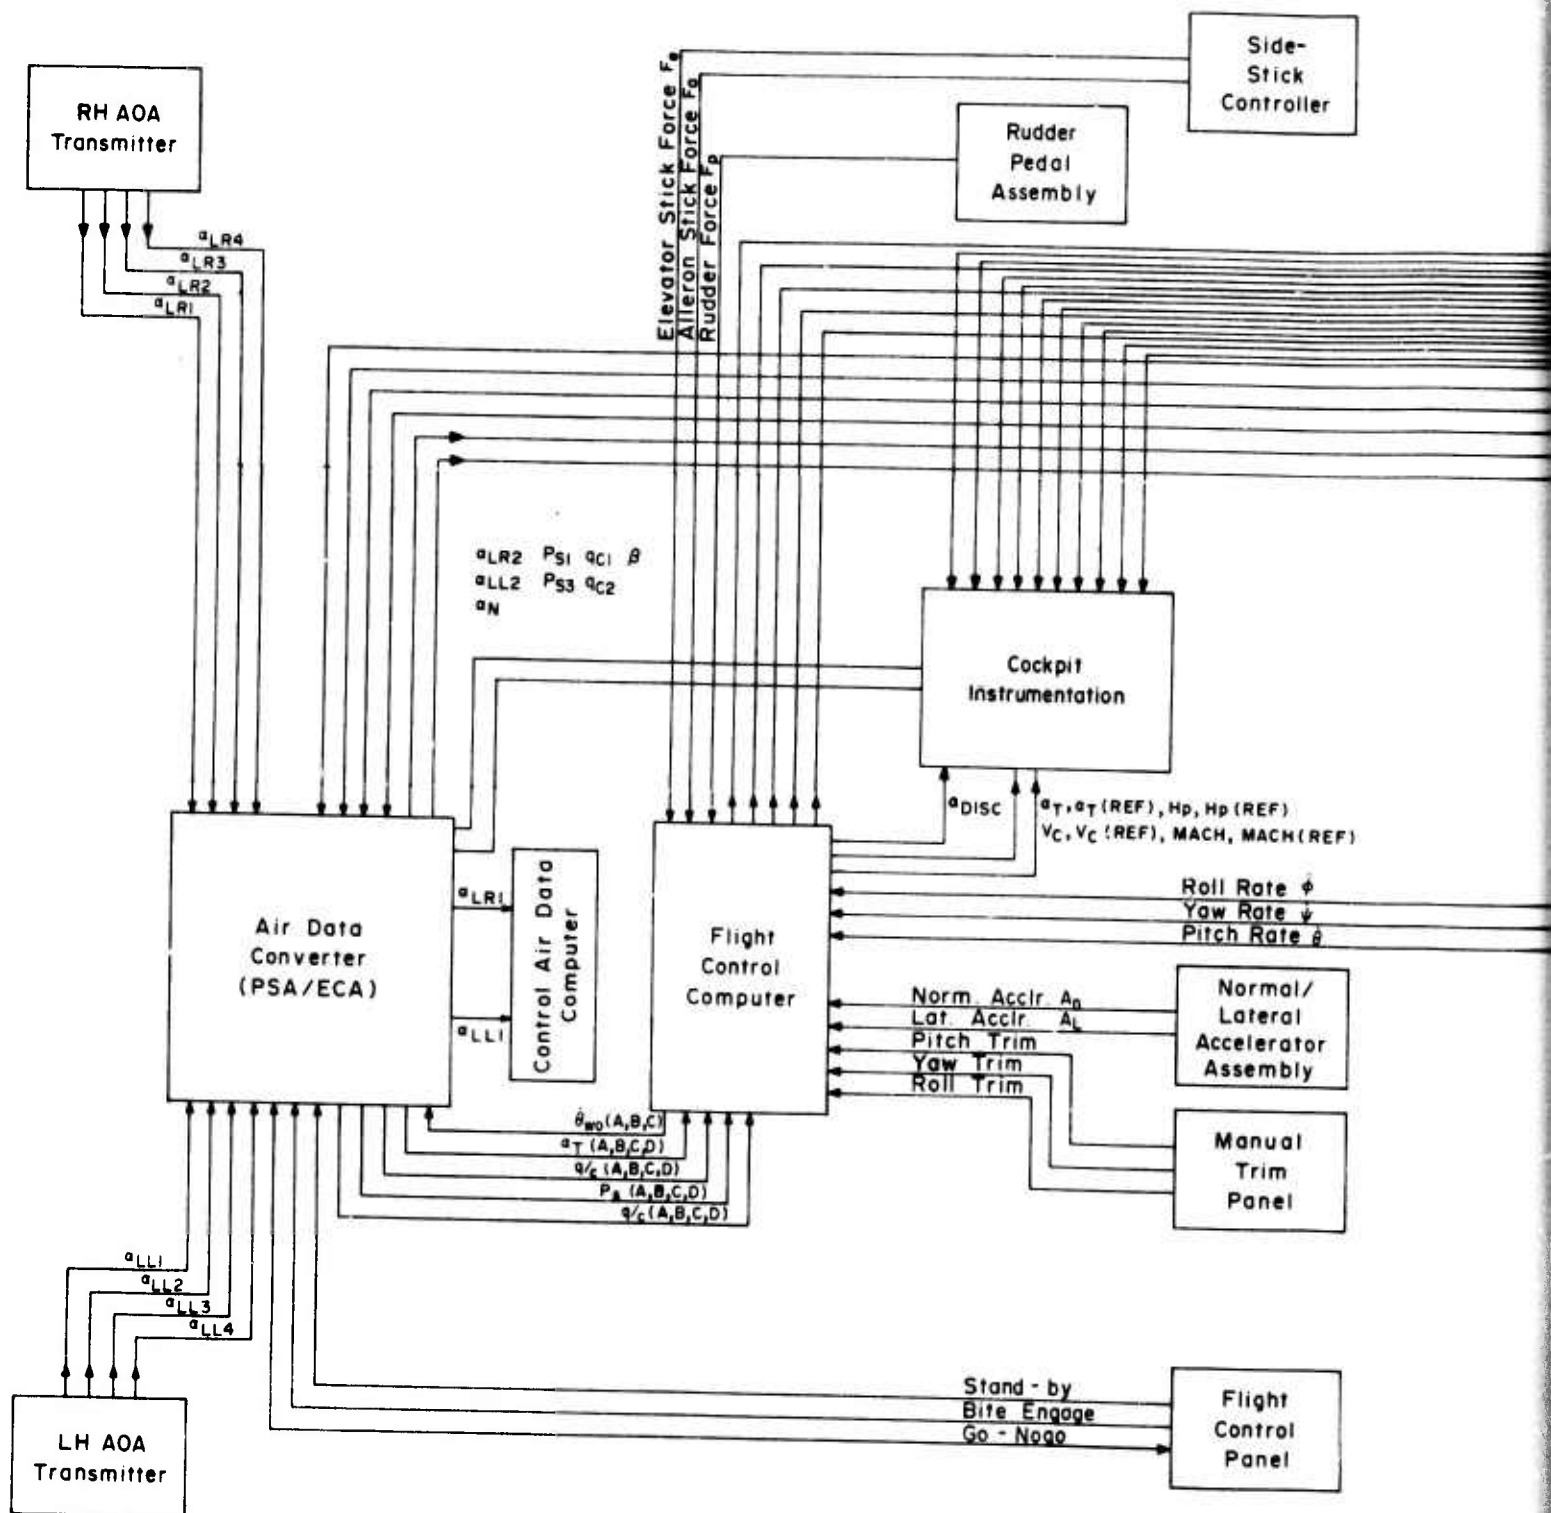 Side-
Stick
Controller
RH AOA
Transmitter
Rudder
Pedal
Assembly
Elevator Stick Force Fe
Aileron Stick Force Fa
Rudder Force Fp
αLR4
αLR3
αLR2
αLR1
αLR2 PS1 qC1 β
αLL2 PS3 qC2
αN
Cockpit
Instrumentation
αDISC
αT, αT (REF), Hp, Hp (REF)
VC, VC (REF), MACH, MACH (REF)
Air Data
Converter
(PSA/ECA)
αLR1
αLL1
Control Air Data
Computer
Flight
Control
Computer
Roll Rate φ̇
Yaw Rate ψ̇
Pitch Rate θ̇
Norm. Acclr. An
Lat. Acclr. AL
Pitch Trim
Yaw Trim
Roll Trim
Normal/
Lateral
Accelerator
Assembly
Manual
Trim
Panel
θ̇WO (A,B,C)
αT (A,B,C,D)
q/c (A,B,C,D)
(A,B,C,D)
q/c (A,B,C,D)
αLL1
αLL2
αLL3
αLL4
LH AOA
Transmitter
Stand-by
Bite Engage
Go-Nogo
Flight
Control
Panel